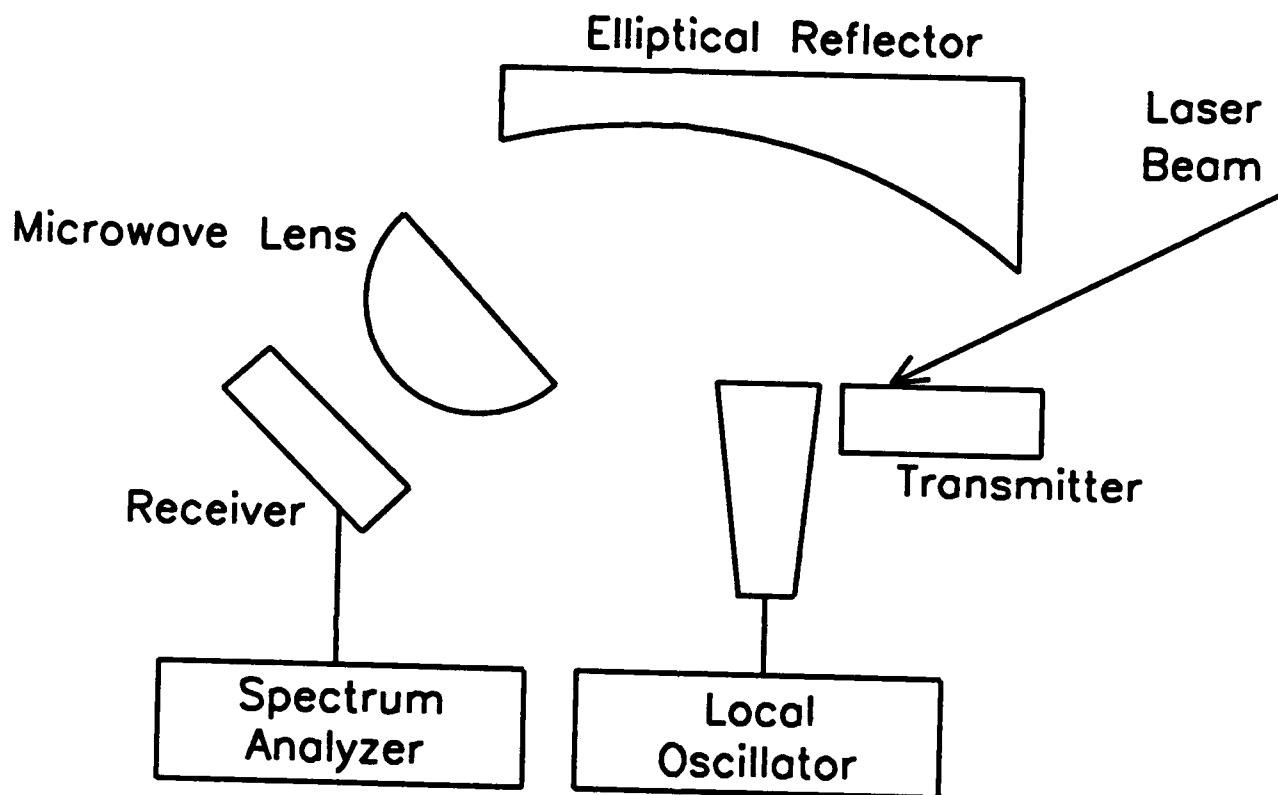 Elliptical Reflector
Laser
Beam
Microwave Lens
Receiver
Transmitter
Spectrum
Analyzer
Local
Oscillator